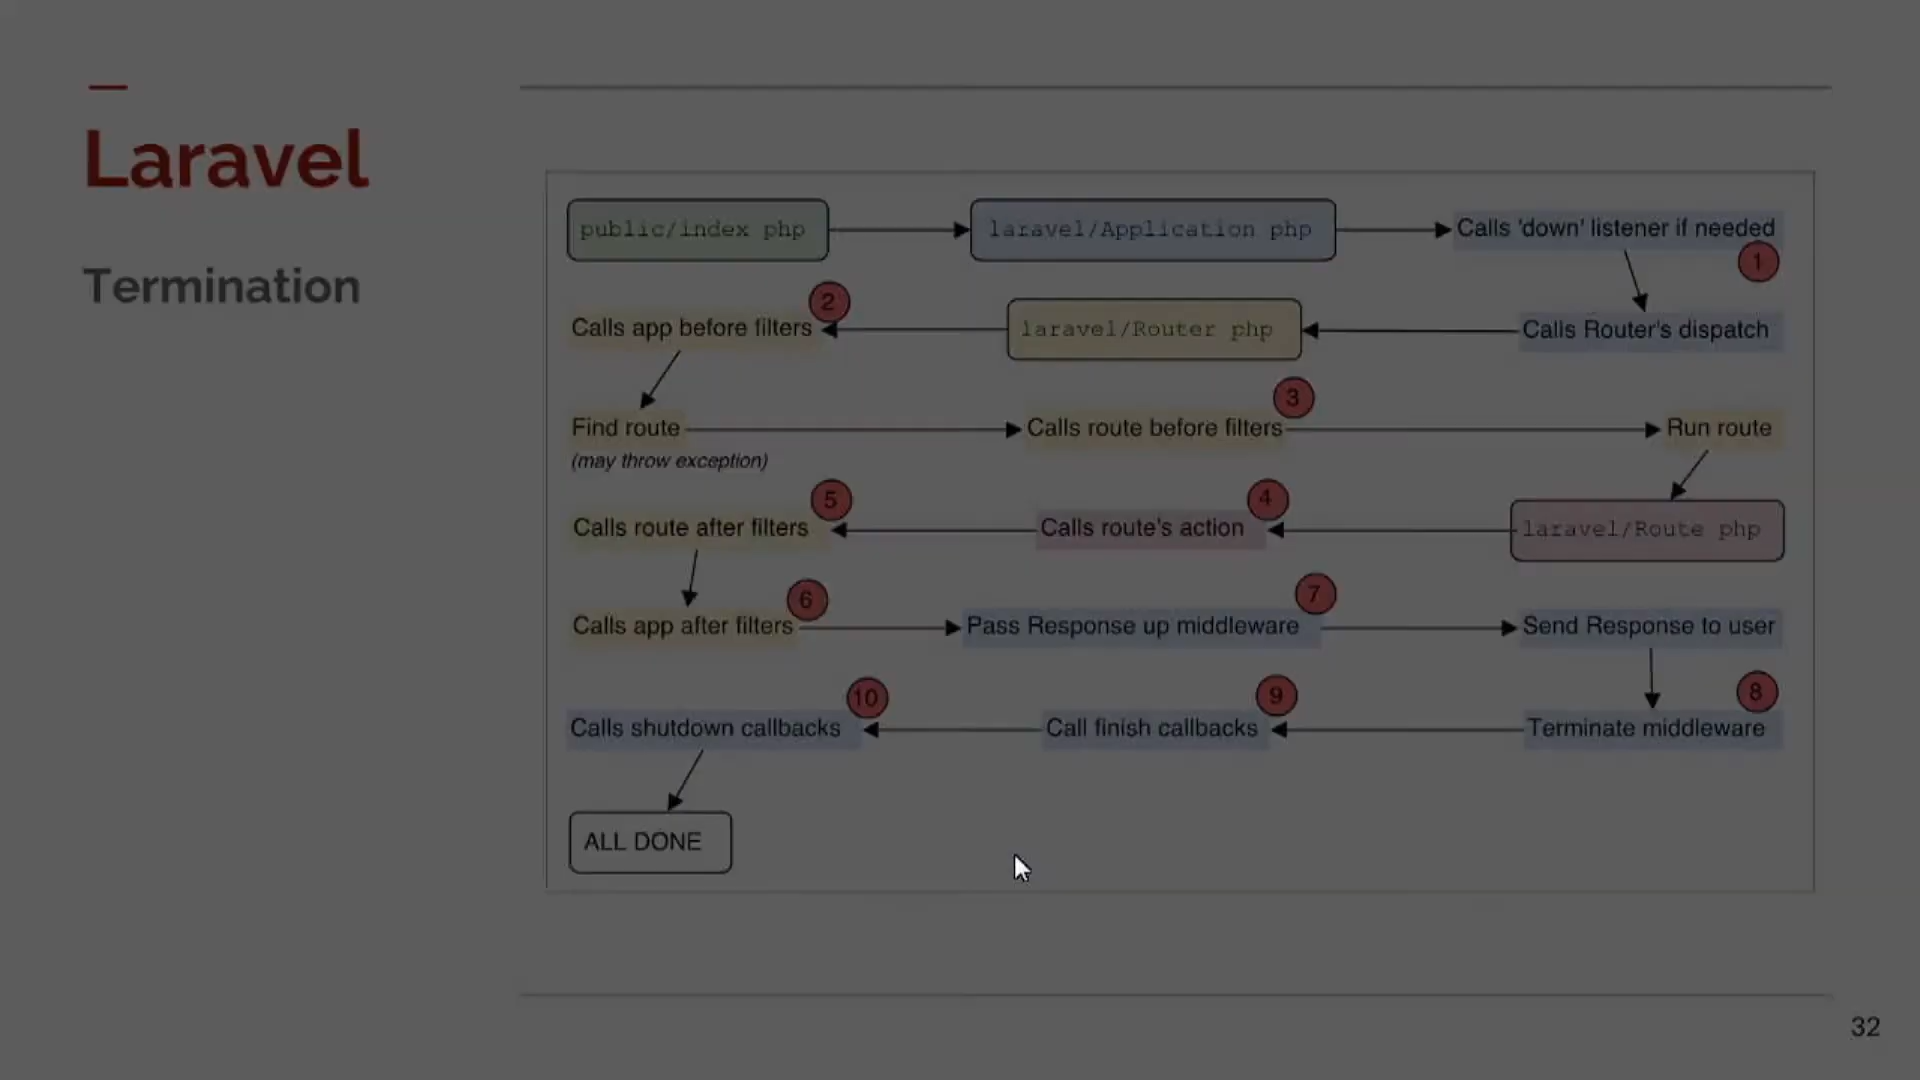 Laravel
Termination
public/index php
laravel/Application php
Calls 'down' listener if needed
1
2
Calls app before filters
laravel/Router php
Calls Router's dispatch
3
Find route
Calls route before filters
Run route
(may throw exception)
5
4
Calls route after filters
Calls route's action
laravel/Route php
6
7
Calls app after filters
Pass Response up middleware
Send Response to user
10
9
8
Calls shutdown callbacks
Call finish callbacks
Terminate middleware
ALL DONE
32